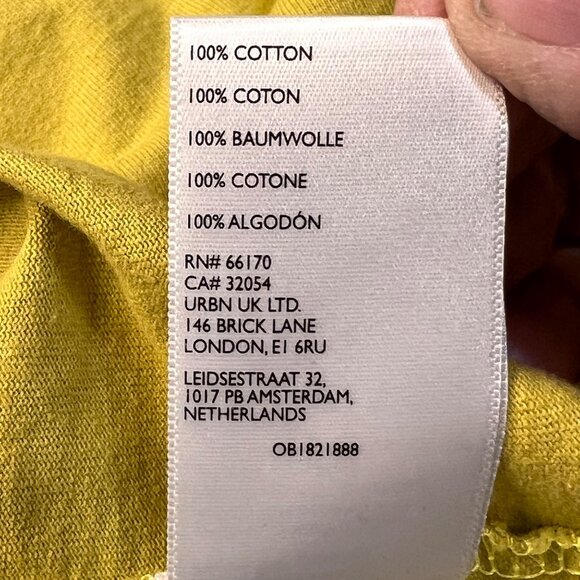 100% COTTON
100% COTON
100% BAUMWOLLE
100% COTONE
100% ALGODÓN
RN# 66170
CA# 32054
URBN UK LTD.
146 BRICK LANE
LONDON, E1 6RU
LEIDSESTRAAT 32,
1017 PB AMSTERDAM,
NETHERLANDS
OB1821888